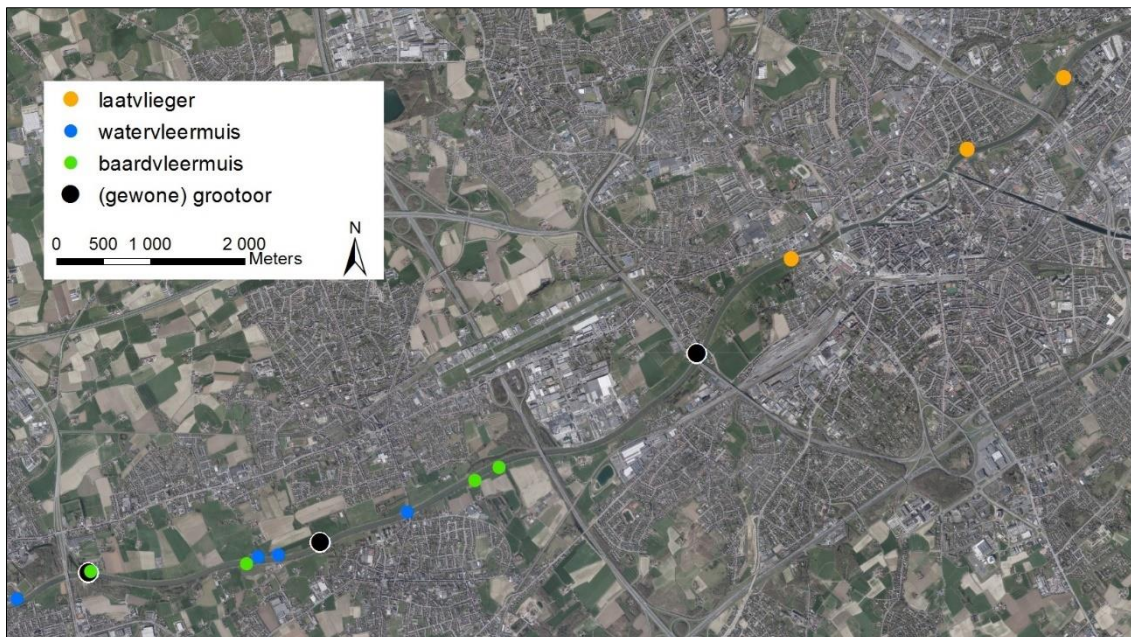 laatvlieger
watervleermuis
baardvleermuis
(gewone) grootoor
0 500 1 000 2 000
Meters
N